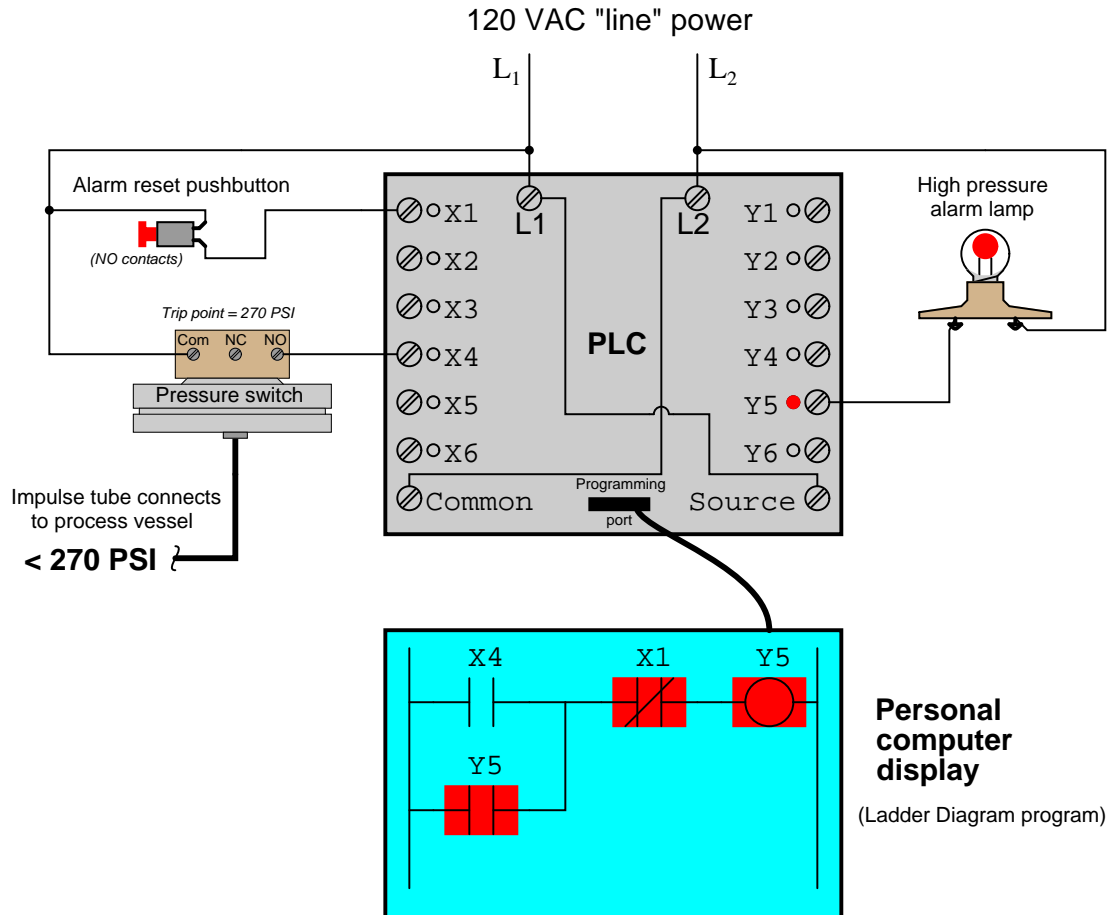 120 VAC "line" power
L1
L2
Alarm reset pushbutton
(NO contacts)
Trip point = 270 PSI
Com NC NO
Pressure switch
Impulse tube connects
to process vessel
< 270 PSI
L1
L2
X1
X2
X3
X4
X5
X6
Common
PLC
Programming
port
Y1
Y2
Y3
Y4
Y5
Y6
Source
High pressure
alarm lamp
X4
X1
Y5
Y5
Personal
computer
display
(Ladder Diagram program)